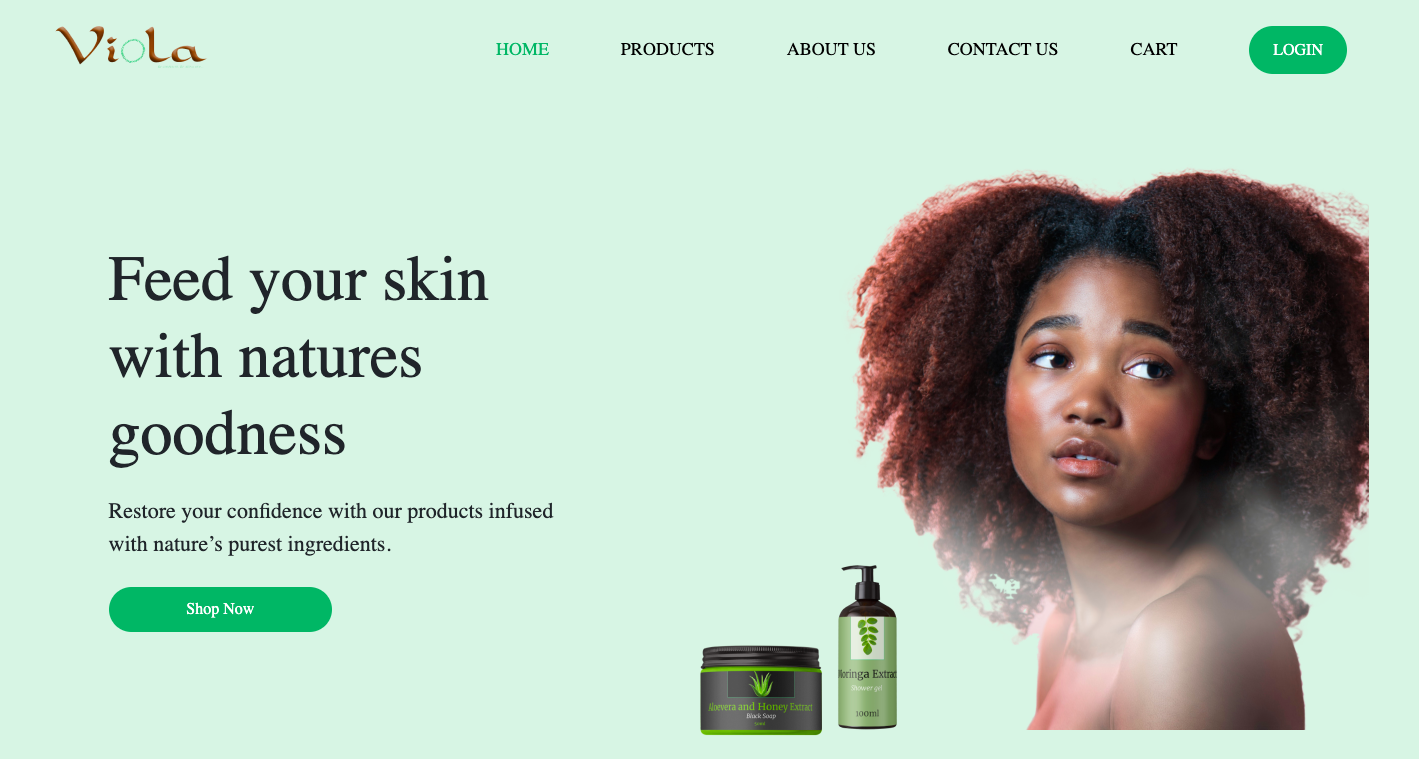 Viola
HOME
PRODUCTS
ABOUT US
CONTACT US
CART
LOGIN
Feed your skin
with natures
goodness
Restore your confidence with our products infused
with nature’s purest ingredients.
Shop Now
Aloevera and Honey Extract
Black Soap
Moringa Extract
Shower gel
100ml